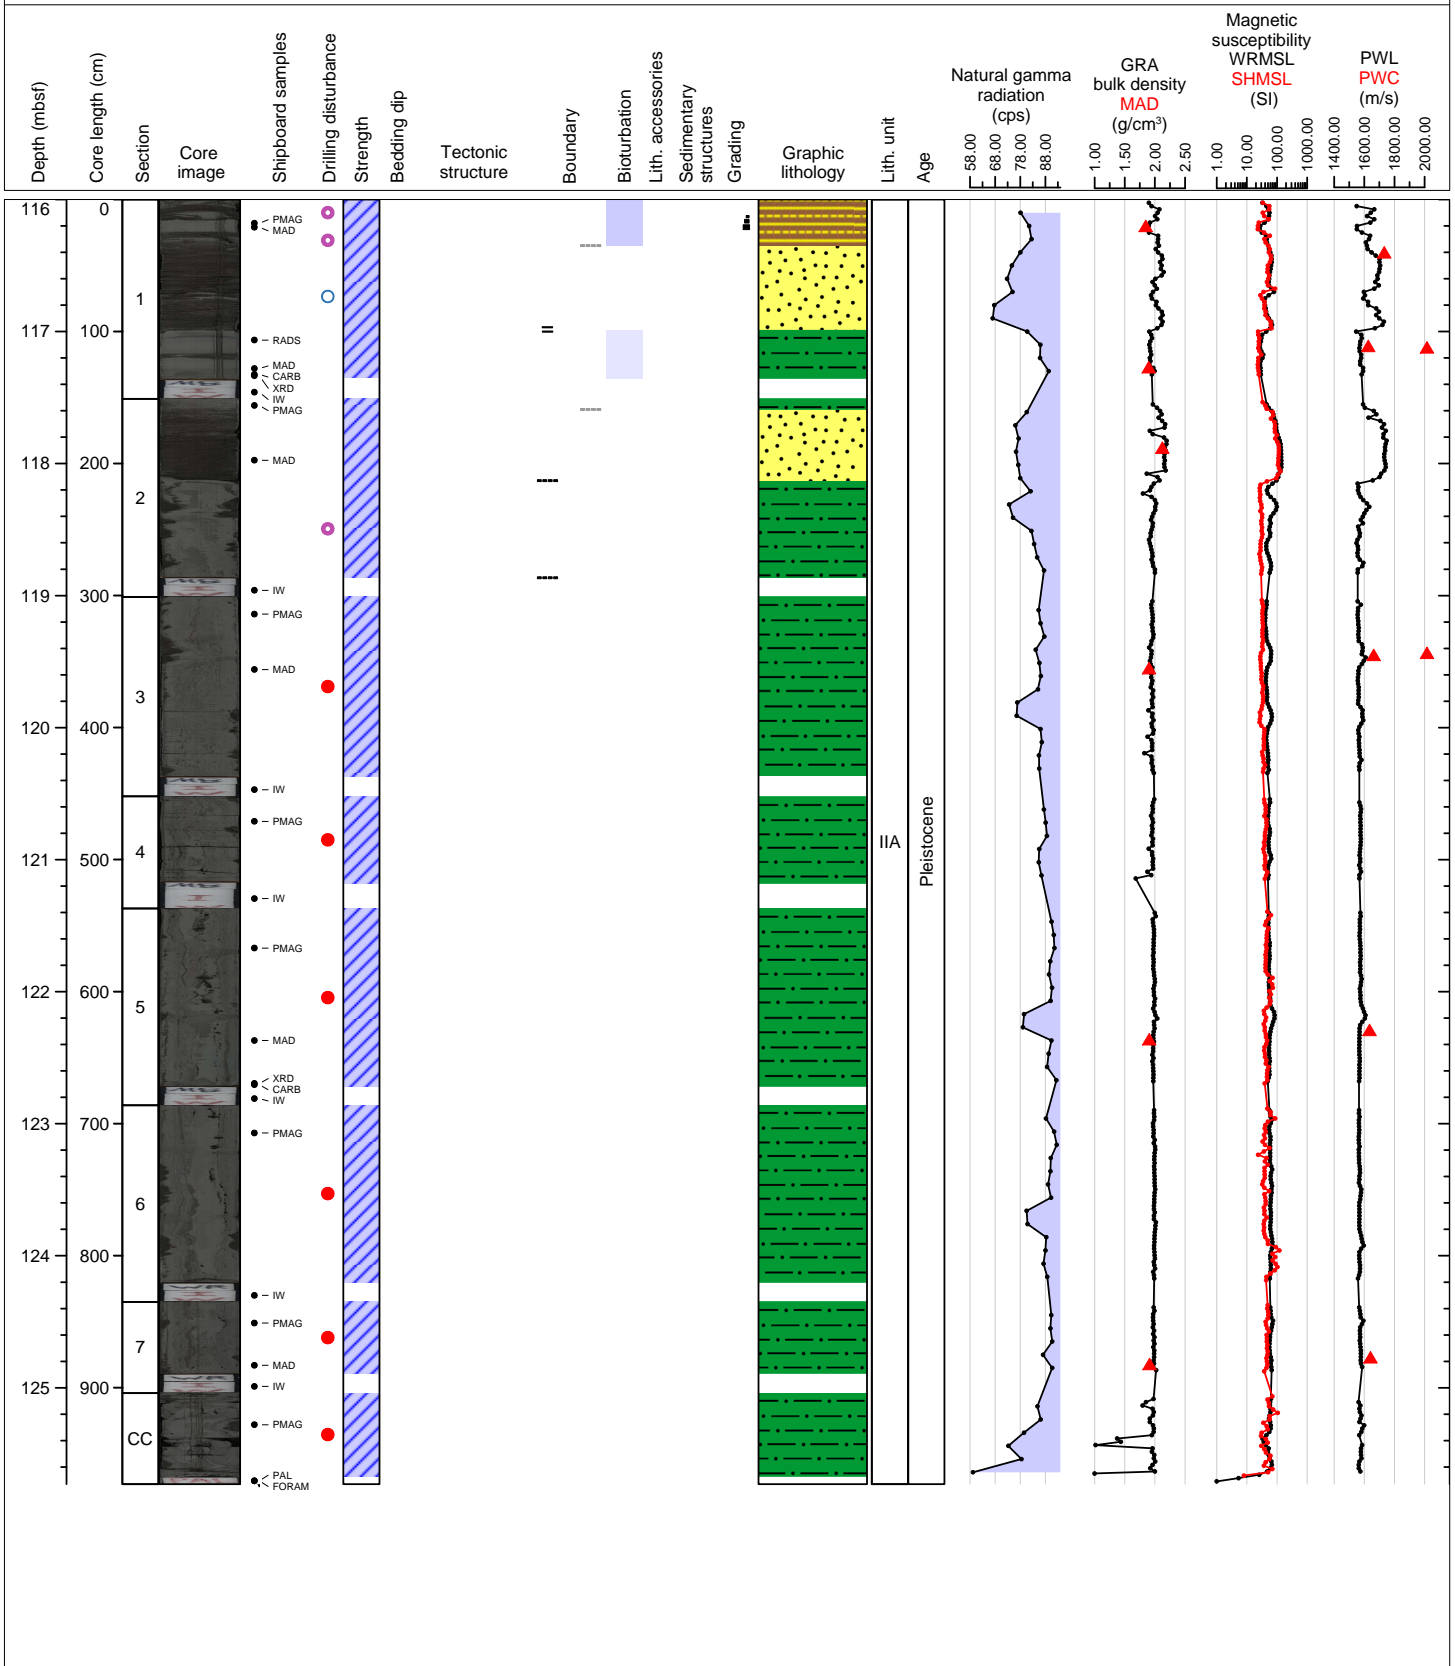 Depth (mbsf)
Core length (cm)
Section
Core
image
Shipboard samples
Drilling disturbance
Strength
Bedding dip
Tectonic
structure
Boundary
Bioturbation
Lith. accessories
Sedimentary
structures
Grading
Graphic
lithology
Lith. unit
Age
Natural gamma
radiation
(cps)
58.00 68.00 78.00 88.00
GRA
bulk density
MAD
(g/cm³)
1.00 1.50 2.00 2.50
Magnetic
susceptibility
WRMSL
SHMSL
(SI)
1.00 10.00 100.00 1000.00
PWL
PWC
(m/s)
1400.00 1600.00 1800.00 2000.00
116 0
PMAG
MAD
1
117 100
RADS
MAD
CARB
XRD
IW
PMAG
118 200
MAD
2
119 300
IW
PMAG
MAD
3
120 400
IW
PMAG
4
IIA
Pleistocene
121 500
IW
PMAG
122 600
5
MAD
XRD
CARB
IW
123 700
PMAG
6
124 800
IW
PMAG
7
MAD
125 900
IW
PMAG
CC
PAL
FORAM